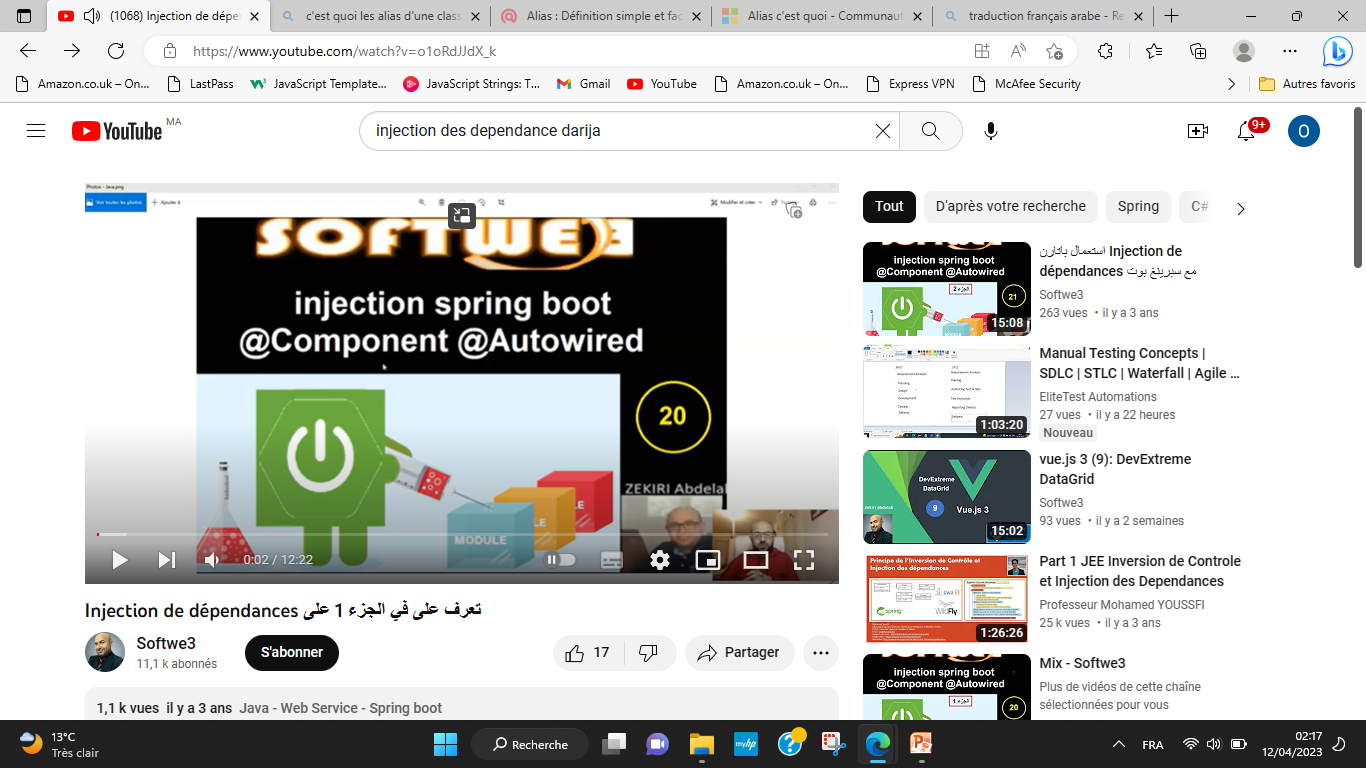 (1068) Injection de dépen
c'est quoi les alias d'une class
Alias : Définition simple et fac
Alias c'est quoi - Communaut
traduction français arabe - Re
https://www.youtube.com/watch?v=o1oRdJJdX_k
Amazon.co.uk – On...
LastPass
JavaScript Template...
JavaScript Strings: T...
Gmail
YouTube
Amazon.co.uk – On...
Express VPN
McAfee Security
Autres favoris
YouTube MA
injection des dependance darija
9+
O
Photos - Java.png
Voir toutes les photos
Ajouter à
Modifier et créer
SOFTWE3
injection spring boot
@Component @Autowired
20
ZEKIRI Abdelal
MODULE
0:02 / 12:22
Injection de dépendances تعرف على في الجزء 1 على
Softwe3
11,1 k abonnés
S'abonner
17
Partager
1,1 k vues il y a 3 ans Java - Web Service - Spring boot
Tout
D'après votre recherche
Spring
C#
injection spring boot
@Component @Autowired
الجزء 2
21
15:08
استعمال باتارن Injection de
dépendances مع سبرينغ بوت
Softwe3
263 vues • il y a 3 ans
1:03:20
Manual Testing Concepts |
SDLC | STLC | Waterfall | Agile ...
EliteTest Automations
27 vues • il y a 22 heures
Nouveau
DevExtreme
DataGrid
9
Vue.js 3
15:02
vue.js 3 (9): DevExtreme
DataGrid
Softwe3
93 vues • il y a 2 semaines
Principe de l'Inversion de Contrôle et
Injection des dépendances
Java EE
spring
WildFly
1:26:26
Part 1 JEE Inversion de Controle
et Injection des Dependances
Professeur Mohamed YOUSSFI
25 k vues • il y a 3 ans
injection spring boot
@Component @Autowired
الجزء 1
20
Mix - Softwe3
Plus de vidéos de cette chaîne
sélectionnées pour vous
13°C
Très clair
Recherche
myhp
FRA
02:17
12/04/2023